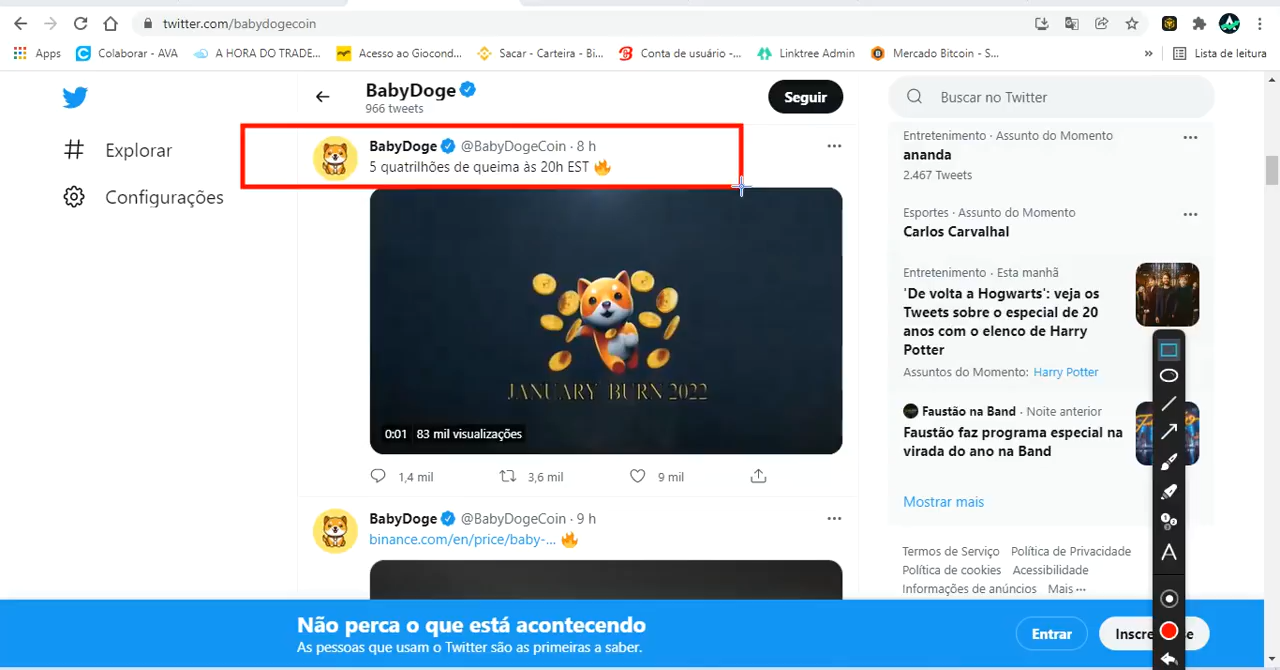 twitter.com/babydogecoin
Apps
Colaborar - AVA
A HORA DO TRADE...
Acesso ao Giocond...
Sacar - Carteira - Bi...
Conta de usuário -...
Linktree Admin
Mercado Bitcoin - S...
»
Lista de leitura
BabyDoge
966 tweets
Seguir
Buscar no Twitter
Explorar
Configurações
BabyDoge @BabyDogeCoin · 8 h
5 quatrilhões de queima às 20h EST 🔥
JANUARY BURN 2022
0:01 83 mil visualizações
1,4 mil
3,6 mil
9 mil
BabyDoge @BabyDogeCoin · 9 h
binance.com/en/price/baby-... 🔥
Entretenimento · Assunto do Momento
ananda
2.467 Tweets
Esportes · Assunto do Momento
Carlos Carvalhal
Entretenimento · Esta manhã
'De volta a Hogwarts': veja os
Tweets sobre o especial de 20
anos com o elenco de Harry
Potter
Assuntos do Momento: Harry Potter
Faustão na Band · Noite anterior
Faustão faz programa especial na
virada do ano na Band
Mostrar mais
Termos de Serviço Política de Privacidade
Política de cookies Acessibilidade
Informações de anúncios Mais ···
A
Não perca o que está acontecendo
As pessoas que usam o Twitter são as primeiras a saber.
Entrar